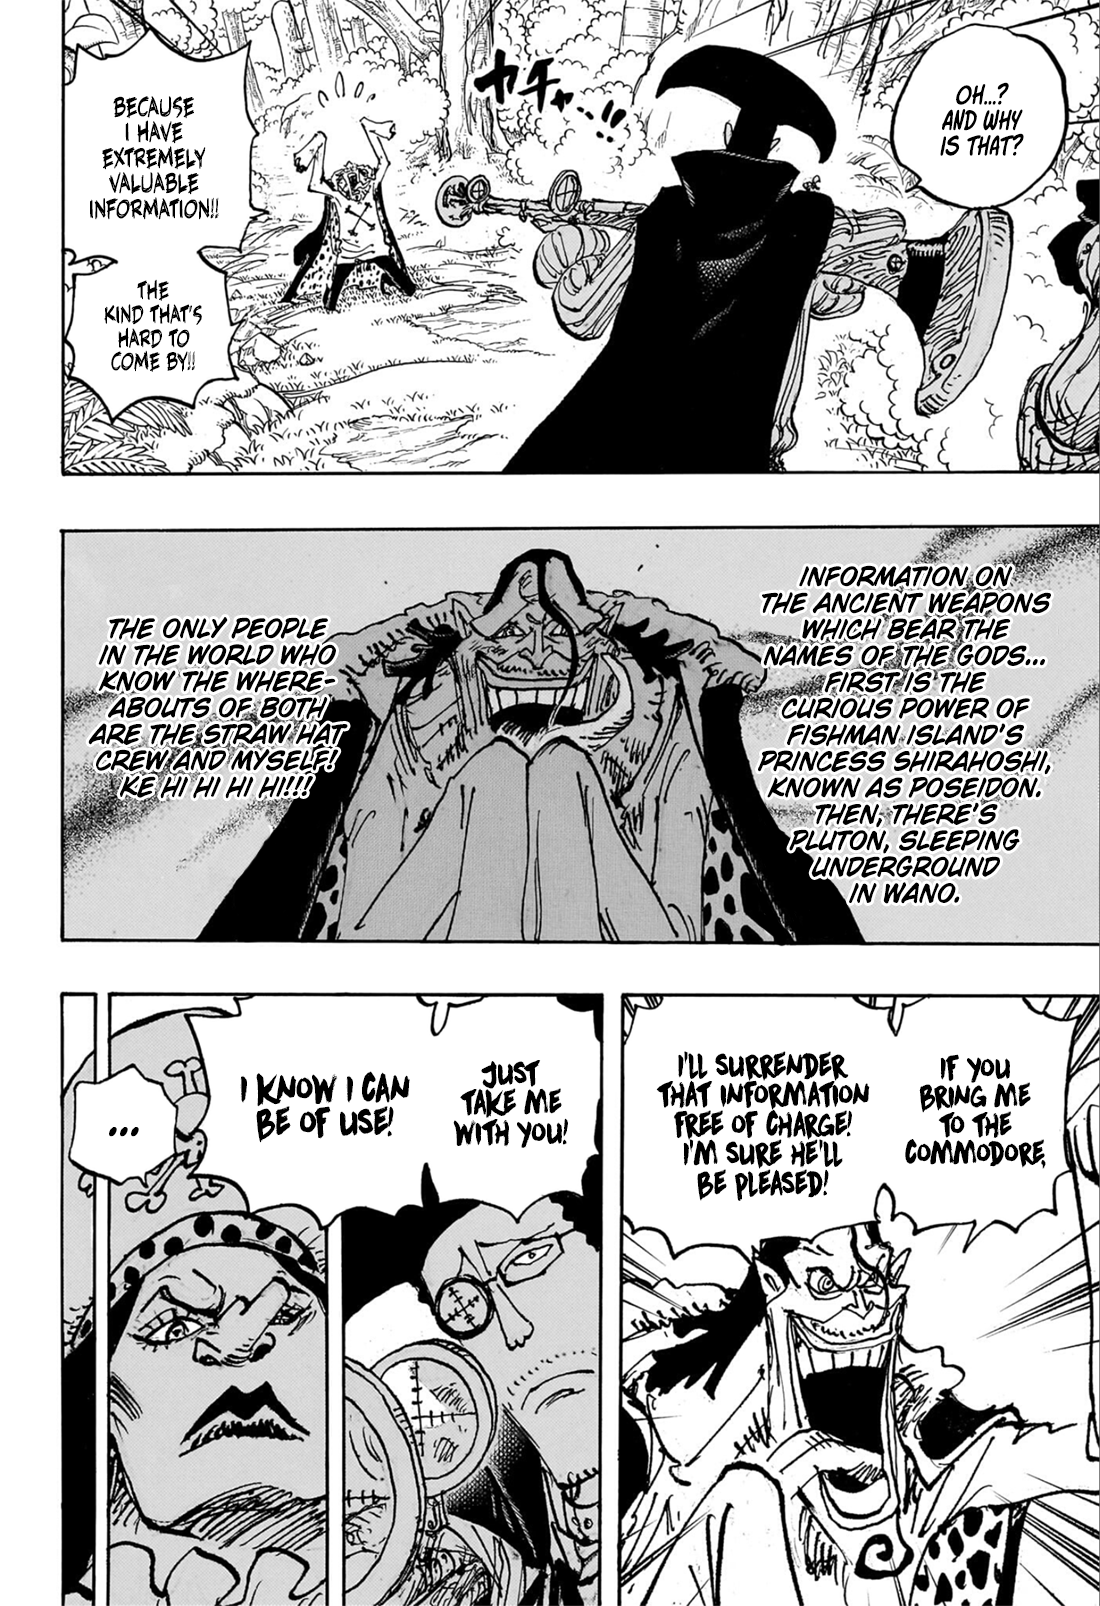 OH...?
AND WHY
IS THAT?
ヤチャ…!!
BECAUSE
I HAVE
EXTREMELY
VALUABLE
INFORMATION!!
THE
KIND THAT'S
HARD TO
COME BY!!
INFORMATION ON
THE ANCIENT WEAPONS
WHICH BEAR THE
NAMES OF THE GODS...
FIRST IS THE
CURIOUS POWER OF
FISHMAN ISLAND'S
PRINCESS SHIRAHOSHI,
KNOWN AS POSEIDON.
THEN, THERE'S
PLUTON, SLEEPING
UNDERGROUND
IN WANO.
THE ONLY PEOPLE
IN THE WORLD WHO
KNOW THE WHERE-
ABOUTS OF BOTH
ARE THE STRAW HAT
CREW AND MYSELF!
KE HI HI HI HI!!!
IF YOU
BRING ME
TO THE
COMMODORE,
I'LL SURRENDER
THAT INFORMATION
FREE OF CHARGE!
I'M SURE HE'LL
BE PLEASED!
JUST
TAKE ME
WITH YOU!
I KNOW I CAN
BE OF USE!
...